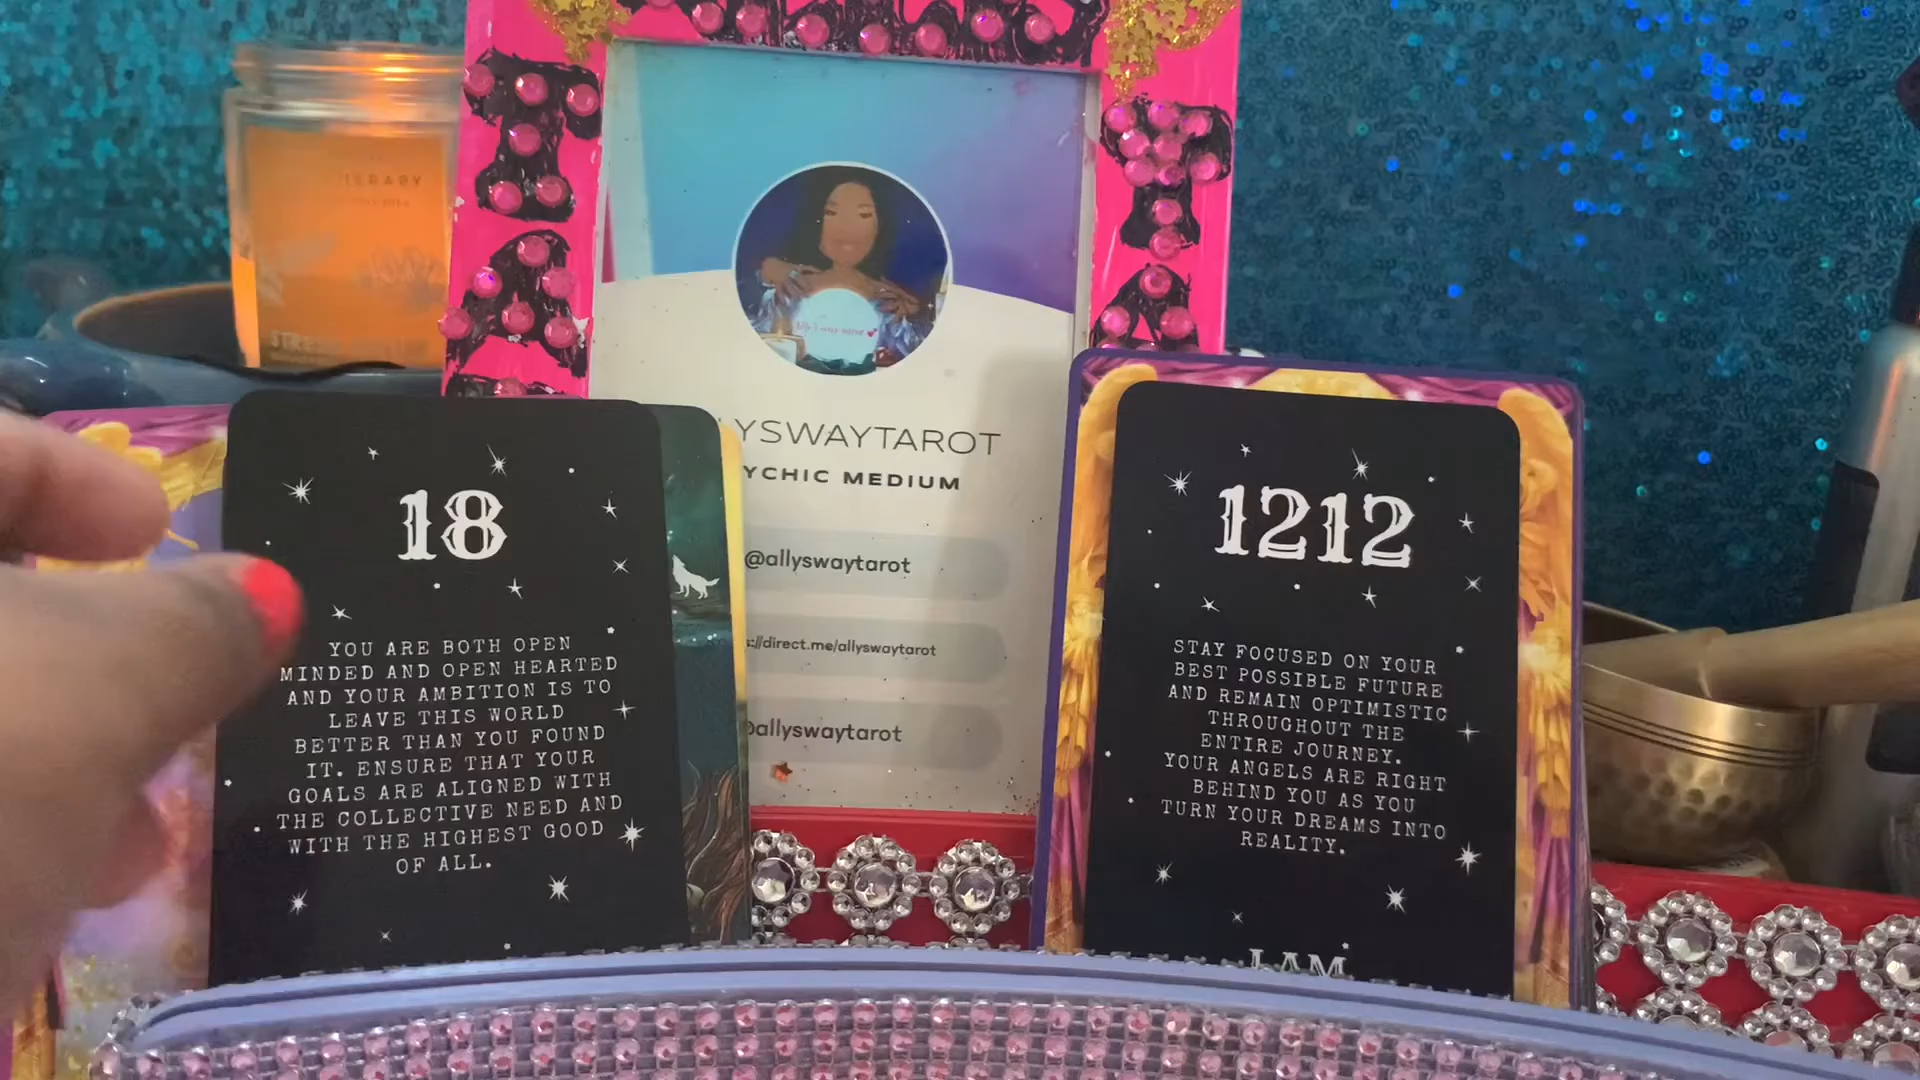 LYSWAYTAROT
YCHIC MEDIUM
@allyswaytarot
://direct.me/allyswaytarot
allyswaytarot
18
YOU ARE BOTH OPEN
MINDED AND OPEN HEARTED
AND YOUR AMBITION IS TO
LEAVE THIS WORLD
BETTER THAN YOU FOUND
IT. ENSURE THAT YOUR
GOALS ARE ALIGNED WITH
THE COLLECTIVE NEED AND
WITH THE HIGHEST GOOD
OF ALL.
1212
STAY FOCUSED ON YOUR
BEST POSSIBLE FUTURE
AND REMAIN OPTIMISTIC
THROUGHOUT THE
ENTIRE JOURNEY.
YOUR ANGELS ARE RIGHT
BEHIND YOU AS YOU
TURN YOUR DREAMS INTO
REALITY.
I AM